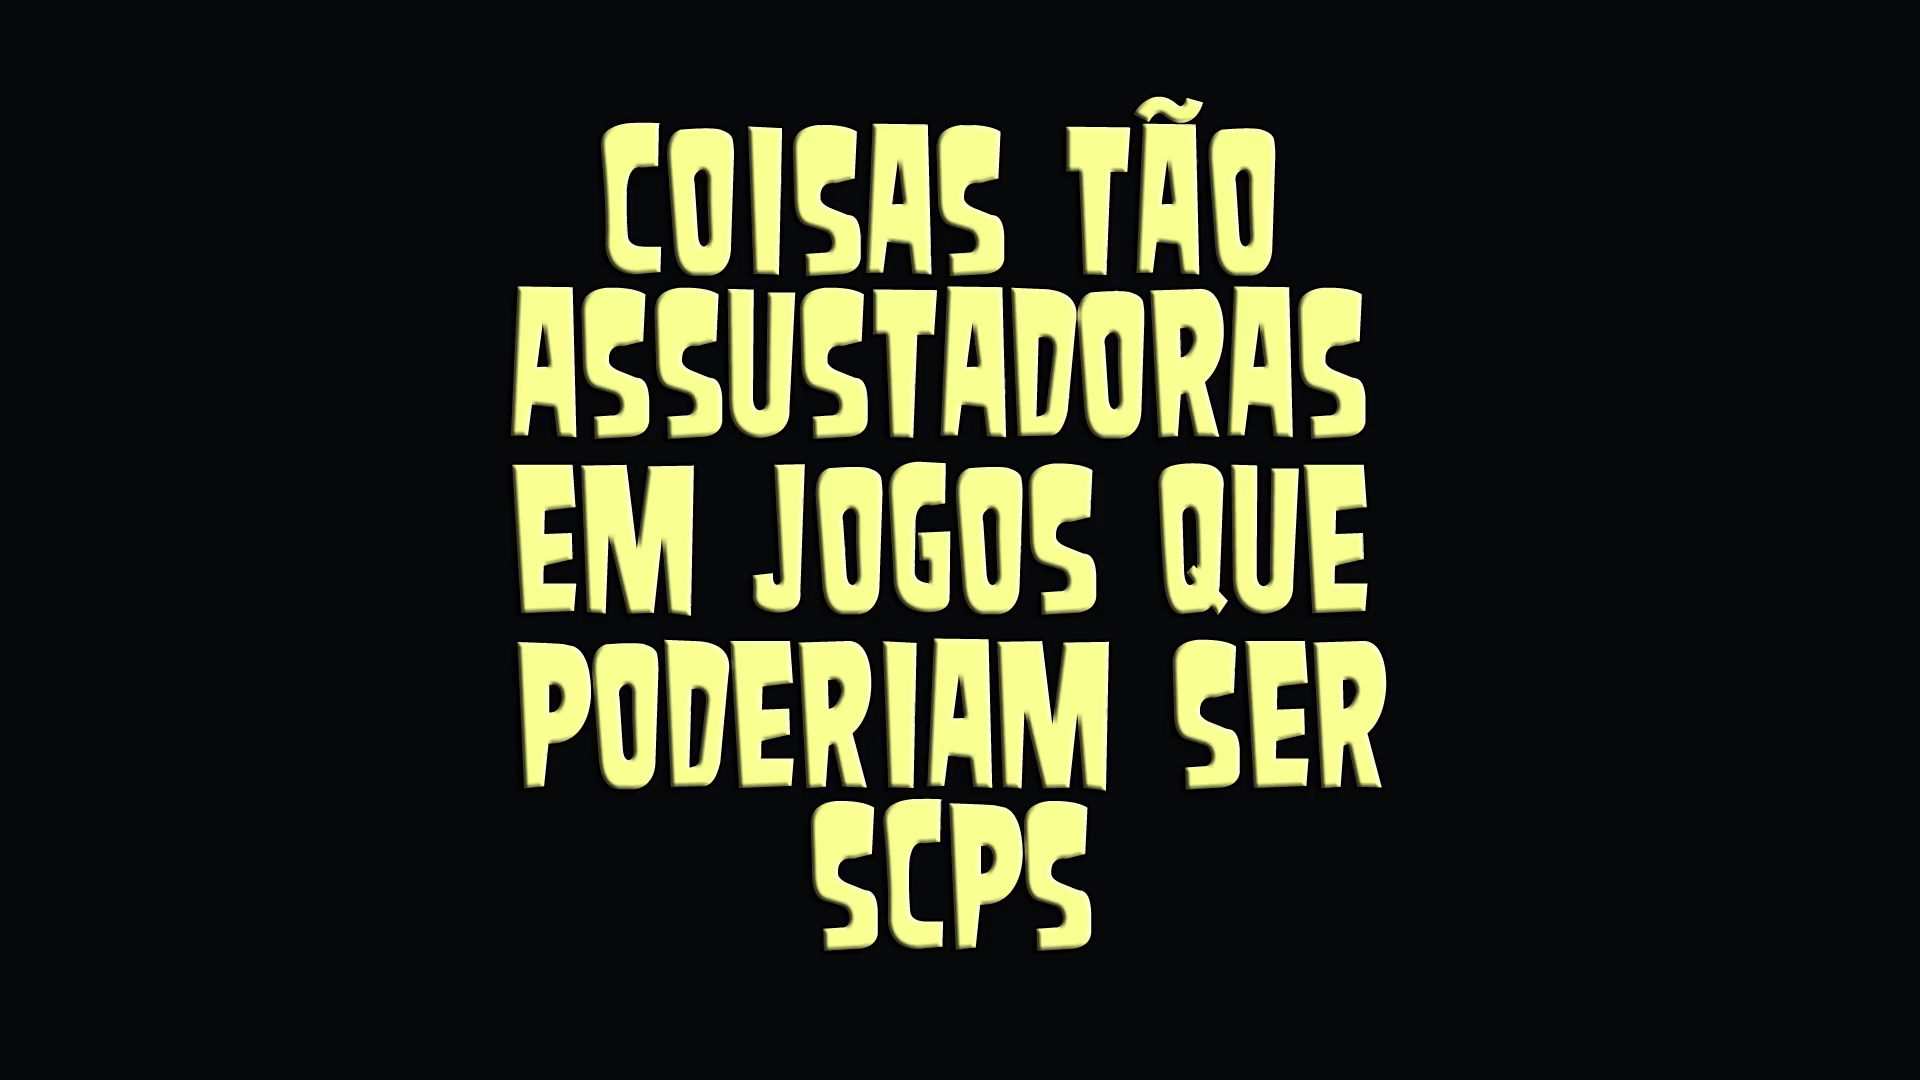 COISAS TÃO
ASSUSTADORAS
EM JOGOS QUE
PODERIAM SER
SCPS